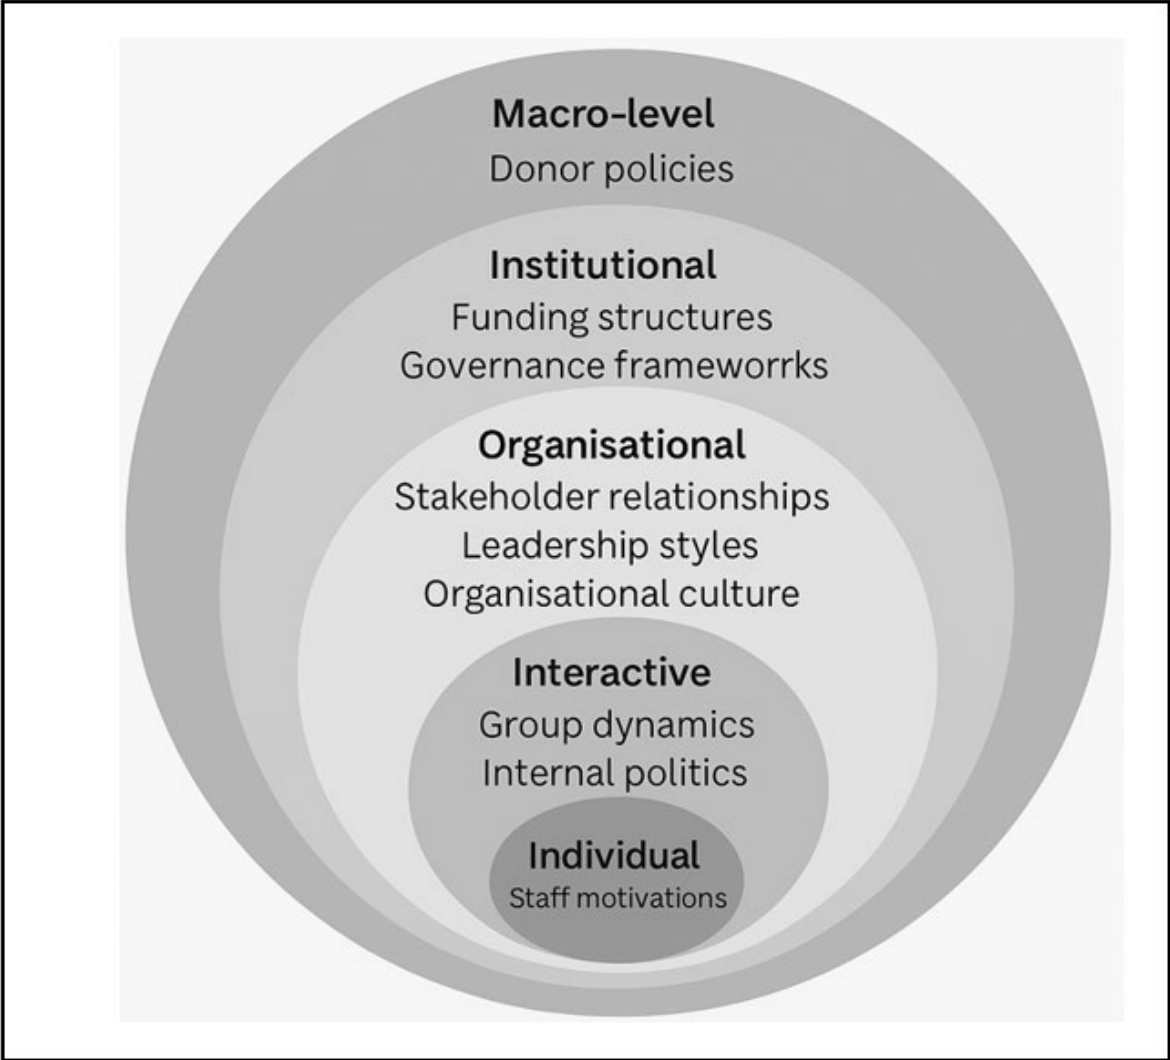 Macro-level
Donor policies
Institutional
Funding structures
Governance frameworrks
Organisational
Stakeholder relationships
Leadership styles
Organisational culture
Interactive
Group dynamics
Internal politics
Individual
Staff motivations